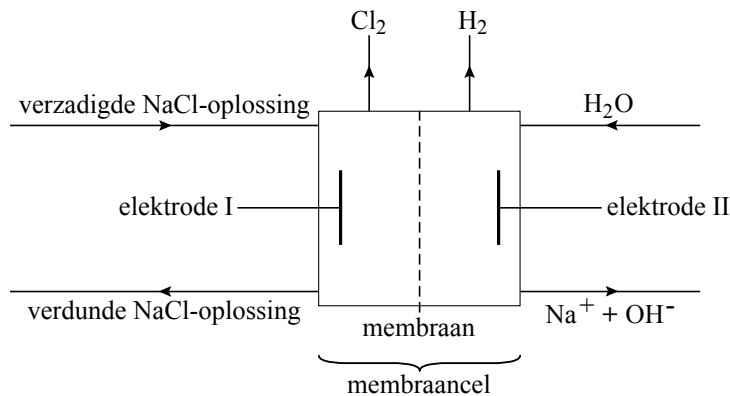 Cl₂ H₂
verzadigde NaCl-oplossing H₂O
elektrode I elektrode II
verdunde NaCl-oplossing Na⁺ + OH⁻
membraan
membraancel